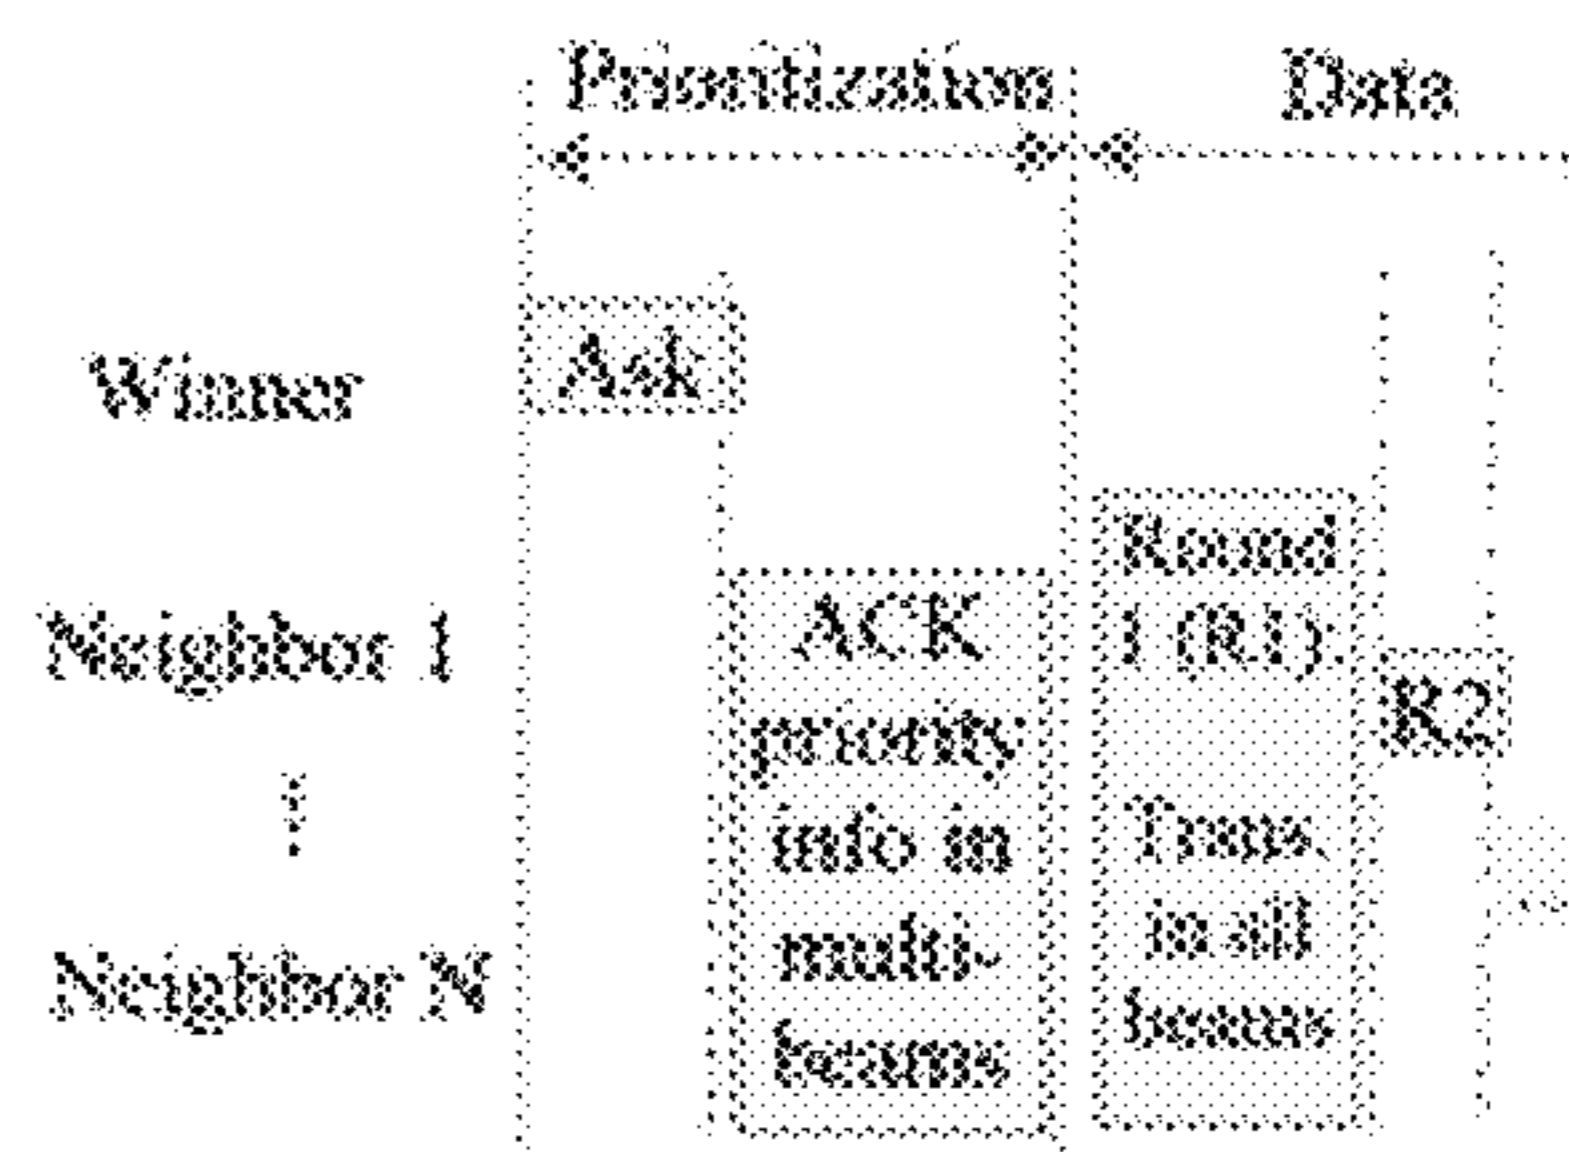 Prioritization
Data
Winner
Ask
Neighbor 1
Neighbor N
ACK
priority
info in
multi-
beams
Round
1 (R1):
Trans.
in all
beams
R2